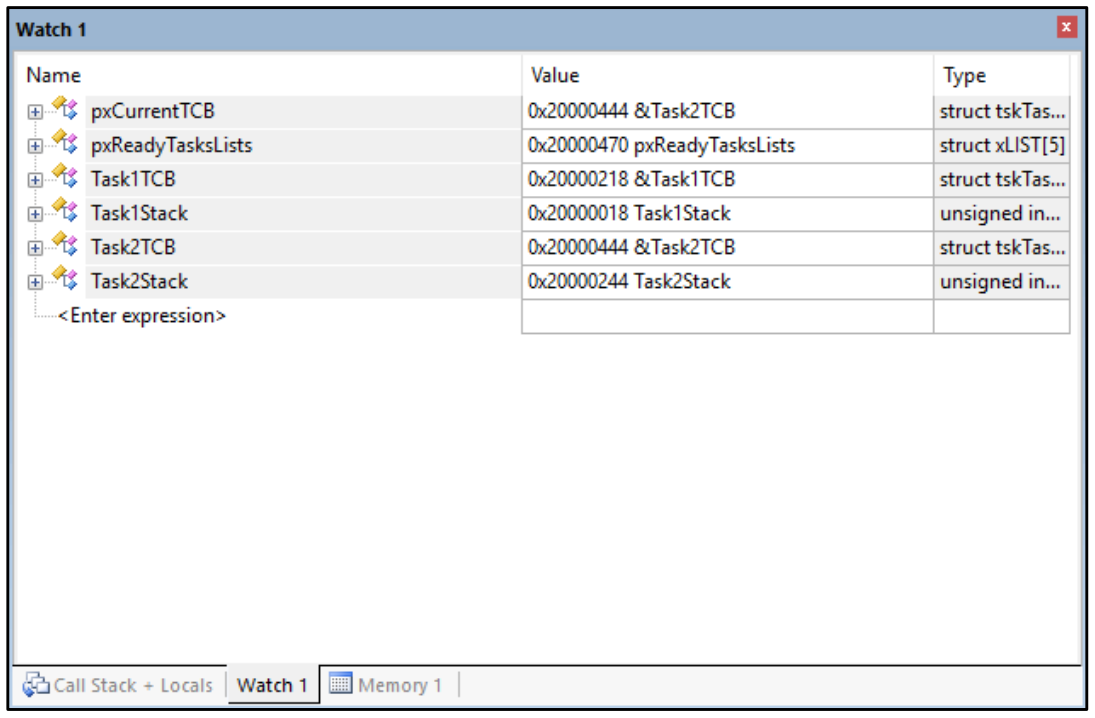 Watch 1
Name Value Type
pxCurrentTCB 0x20000444 &Task2TCB struct tskTas...
pxReadyTasksLists 0x20000470 pxReadyTasksLists struct xLIST[5]
Task1TCB 0x20000218 &Task1TCB struct tskTas...
Task1Stack 0x20000018 Task1Stack unsigned in...
Task2TCB 0x20000444 &Task2TCB struct tskTas...
Task2Stack 0x20000244 Task2Stack unsigned in...
<Enter expression>
Call Stack + Locals Watch 1 Memory 1